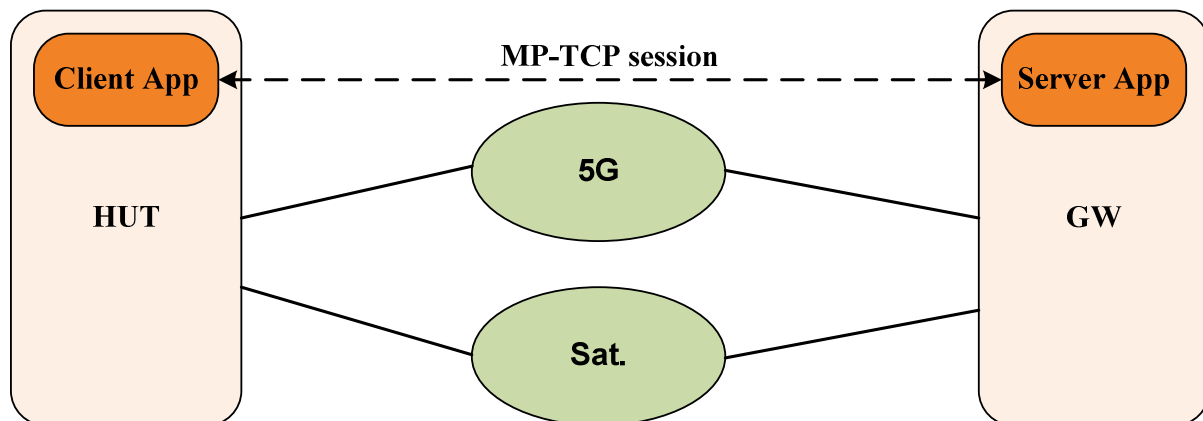 MP-TCP session
Client App
Server App
5G
HUT
GW
Sat.